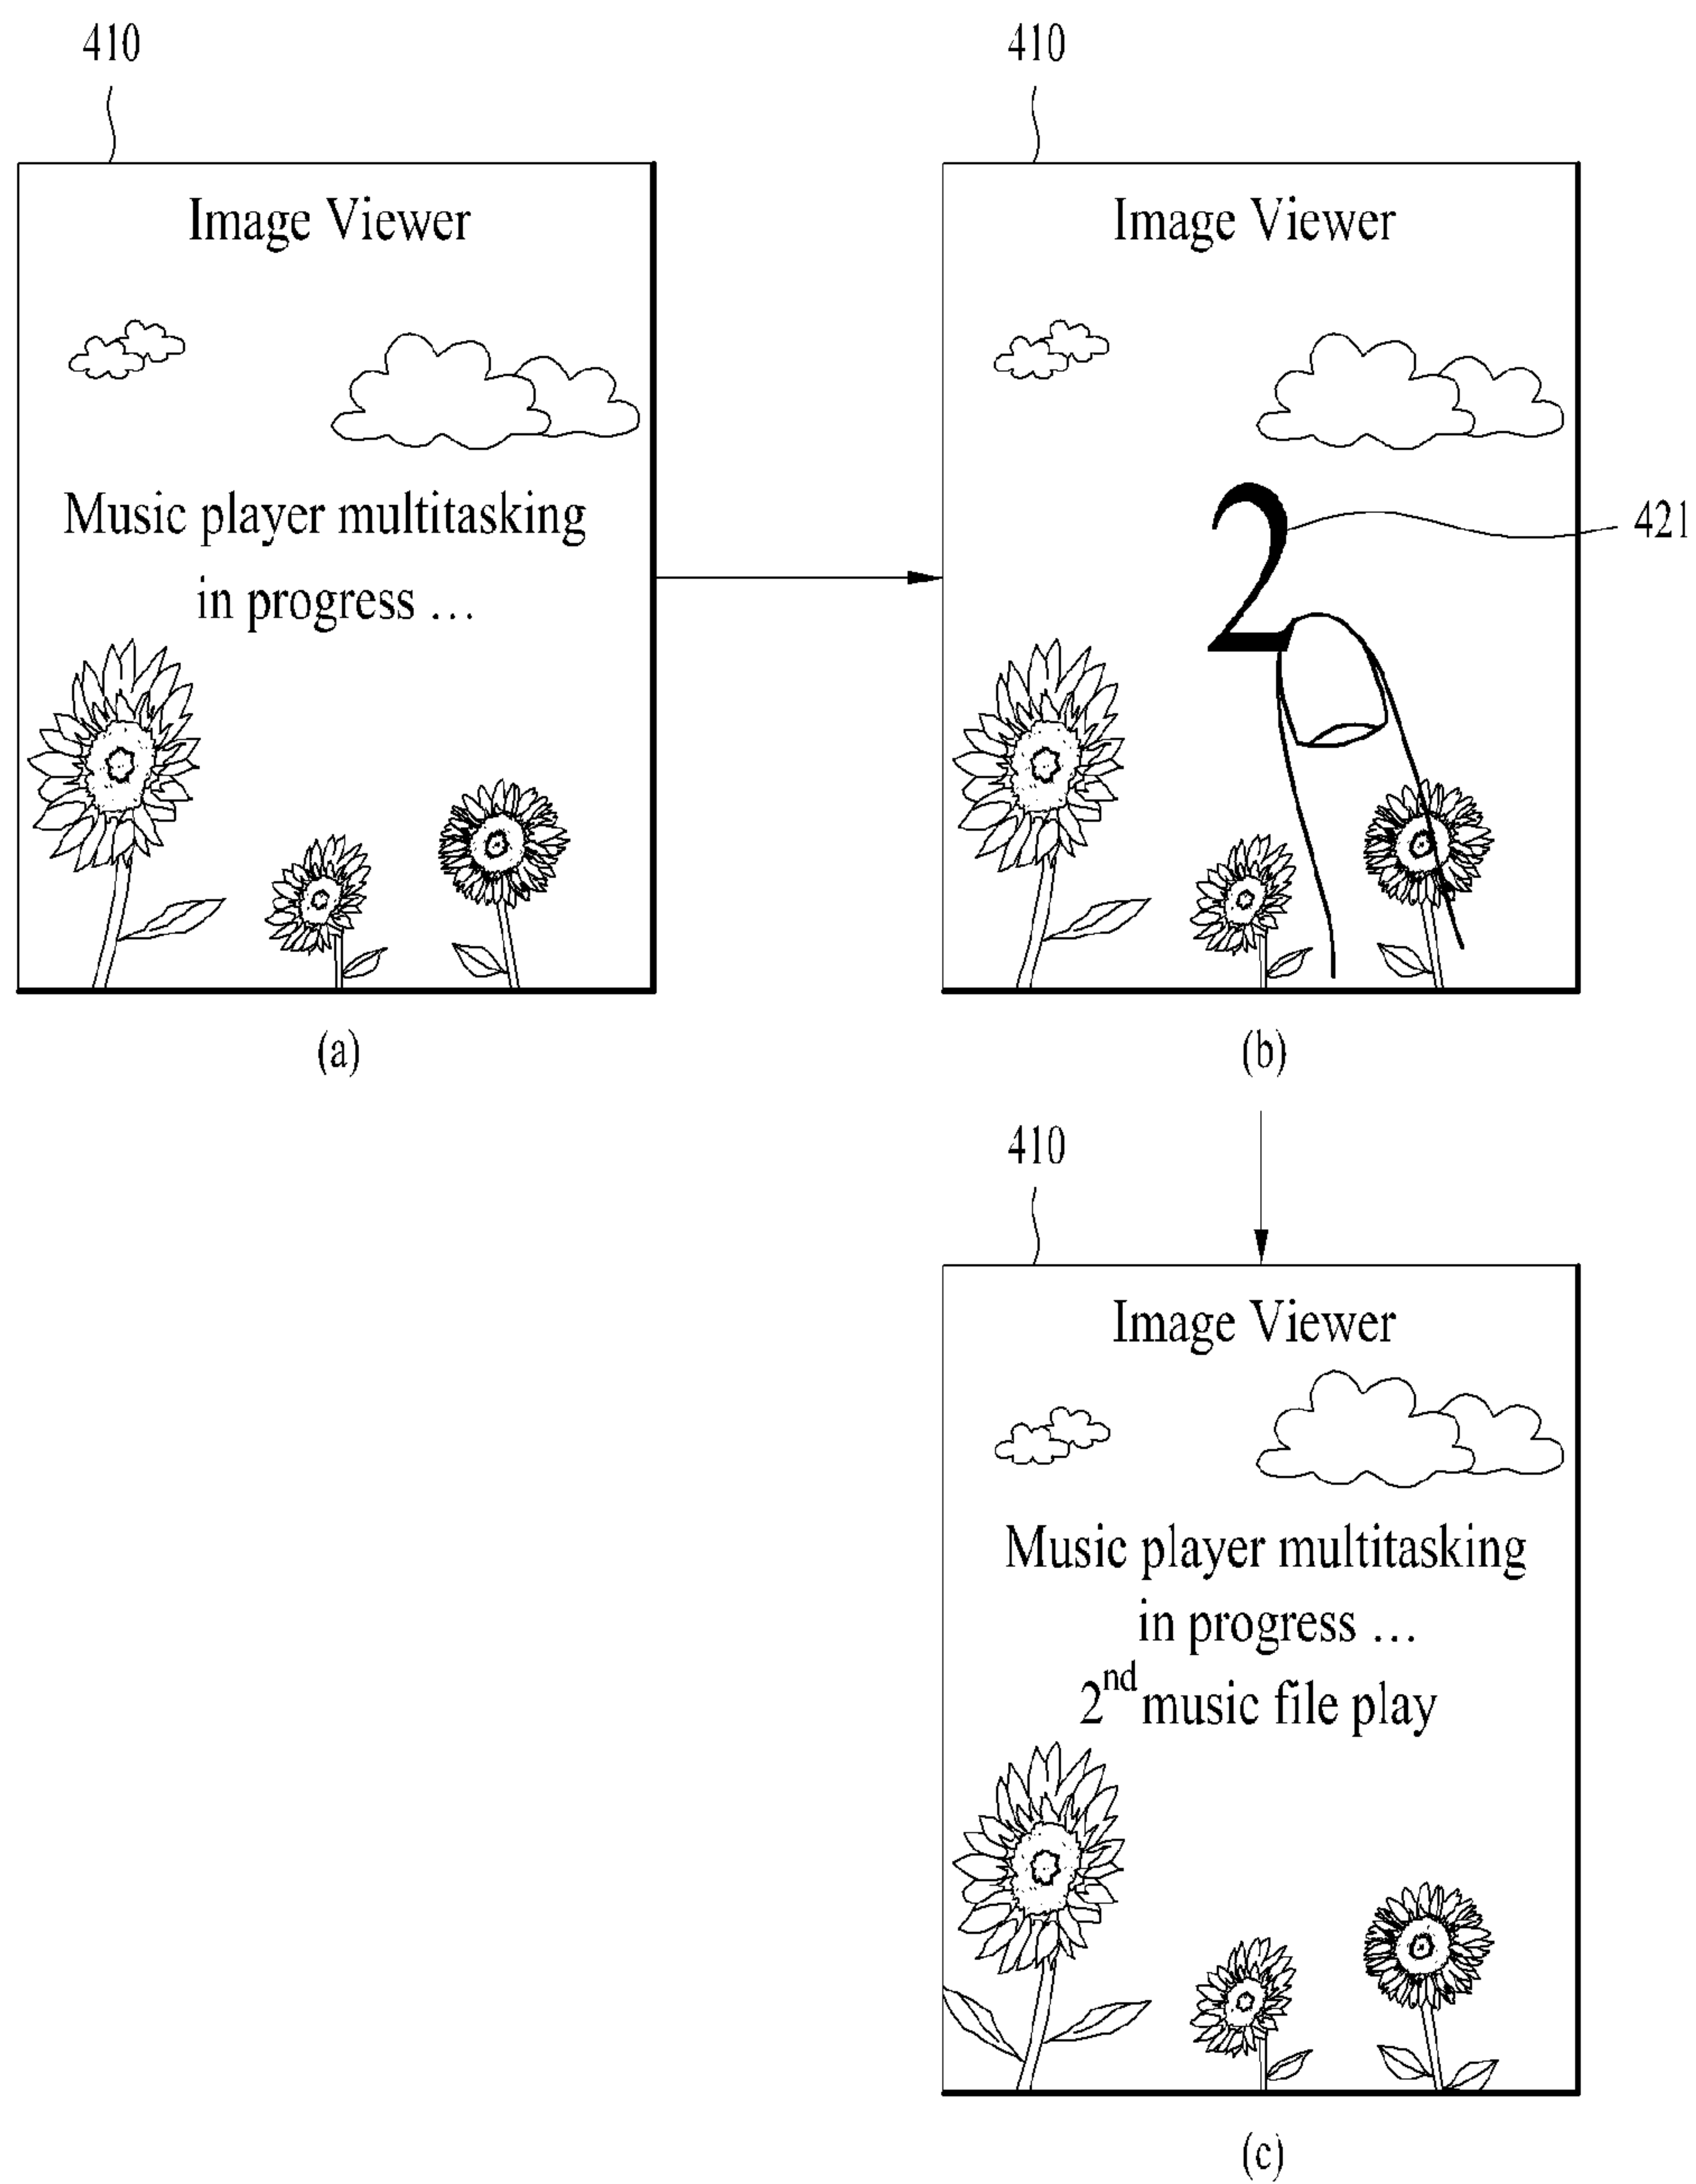 410
Image Viewer
Music player multitasking
in progress ...
(a)
410
Image Viewer
2
421
(b)
410
Image Viewer
Music player multitasking
in progress ...
2nd music file play
(c)